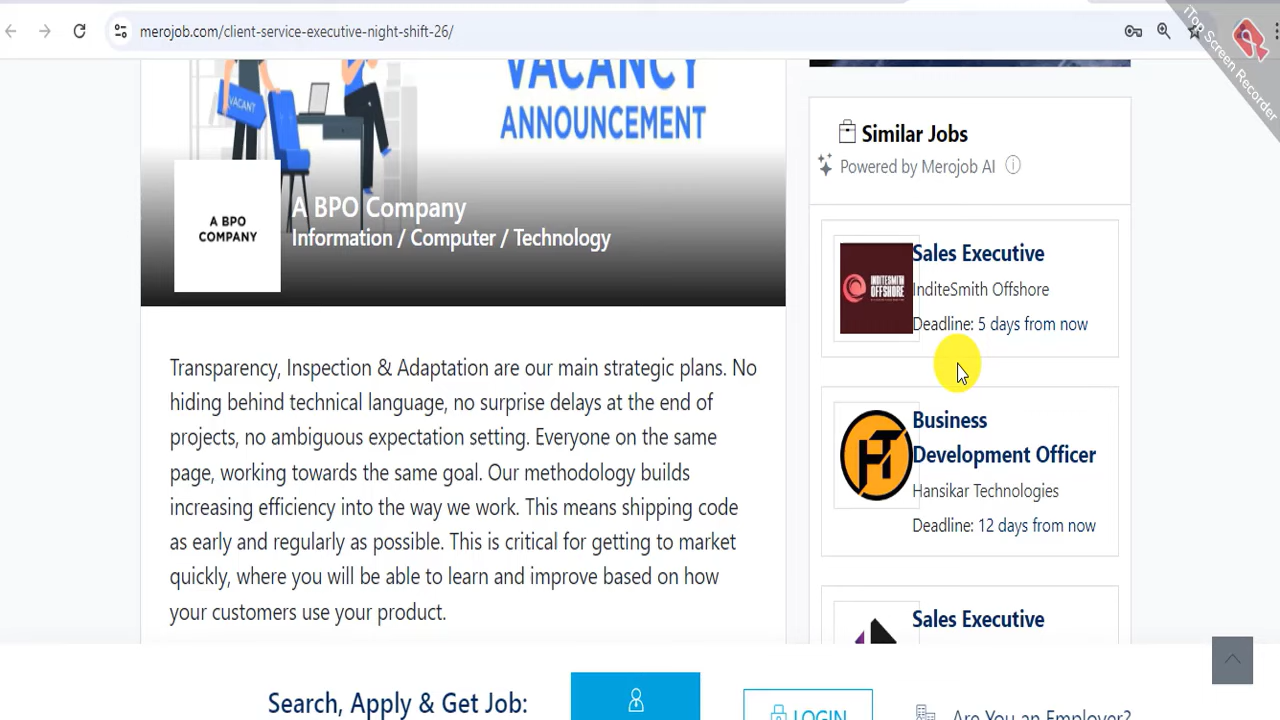 merojob.com/client-service-executive-night-shift-26/
iTop Screen Recorder
VACANCY
ANNOUNCEMENT
VACANT
A BPO
COMPANY
A BPO Company
Information / Computer / Technology
Transparency, Inspection & Adaptation are our main strategic plans. No
hiding behind technical language, no surprise delays at the end of
projects, no ambiguous expectation setting. Everyone on the same
page, working towards the same goal. Our methodology builds
increasing efficiency into the way we work. This means shipping code
as early and regularly as possible. This is critical for getting to market
quickly, where you will be able to learn and improve based on how
your customers use your product.
Similar Jobs
Powered by Merojob AI
Sales Executive
INDITESMITH
OFFSHORE
InditeSmith Offshore
Deadline: 5 days from now
Business
Development Officer
HT
Hansikar Technologies
Deadline: 12 days from now
Sales Executive
Search, Apply & Get Job:
LOGIN
Are You an Employer?